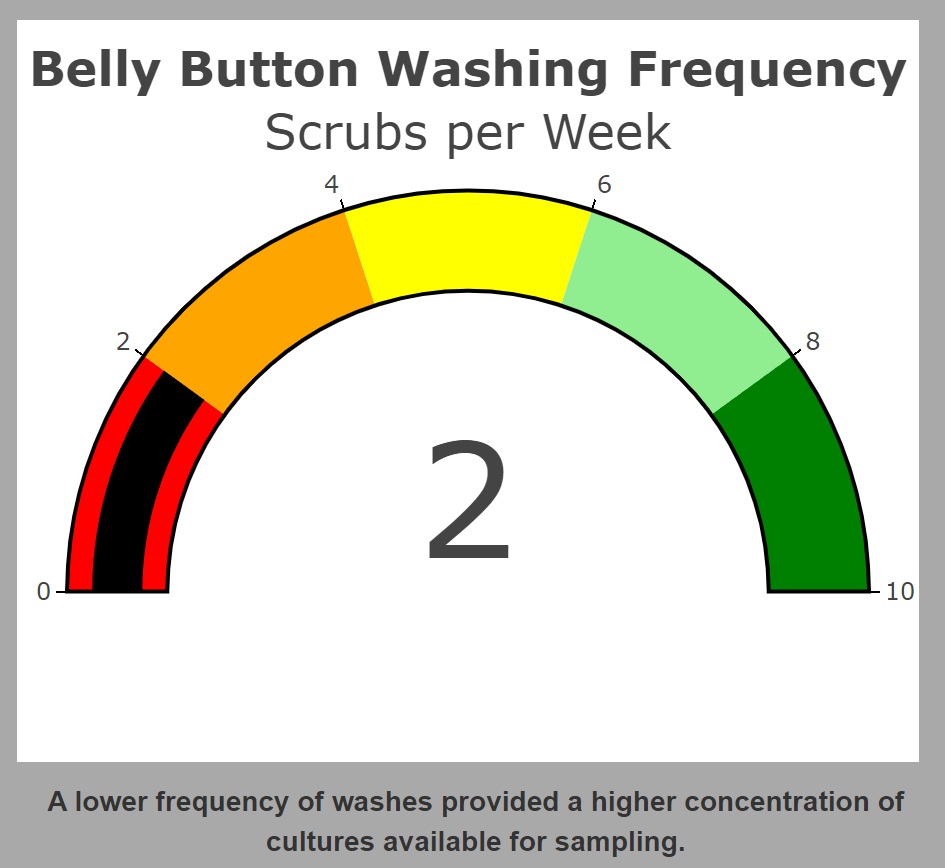 Belly Button Washing Frequency
Scrubs per Week
4
6
2
8
2
0
10
A lower frequency of washes provided a higher concentration of
cultures available for sampling.